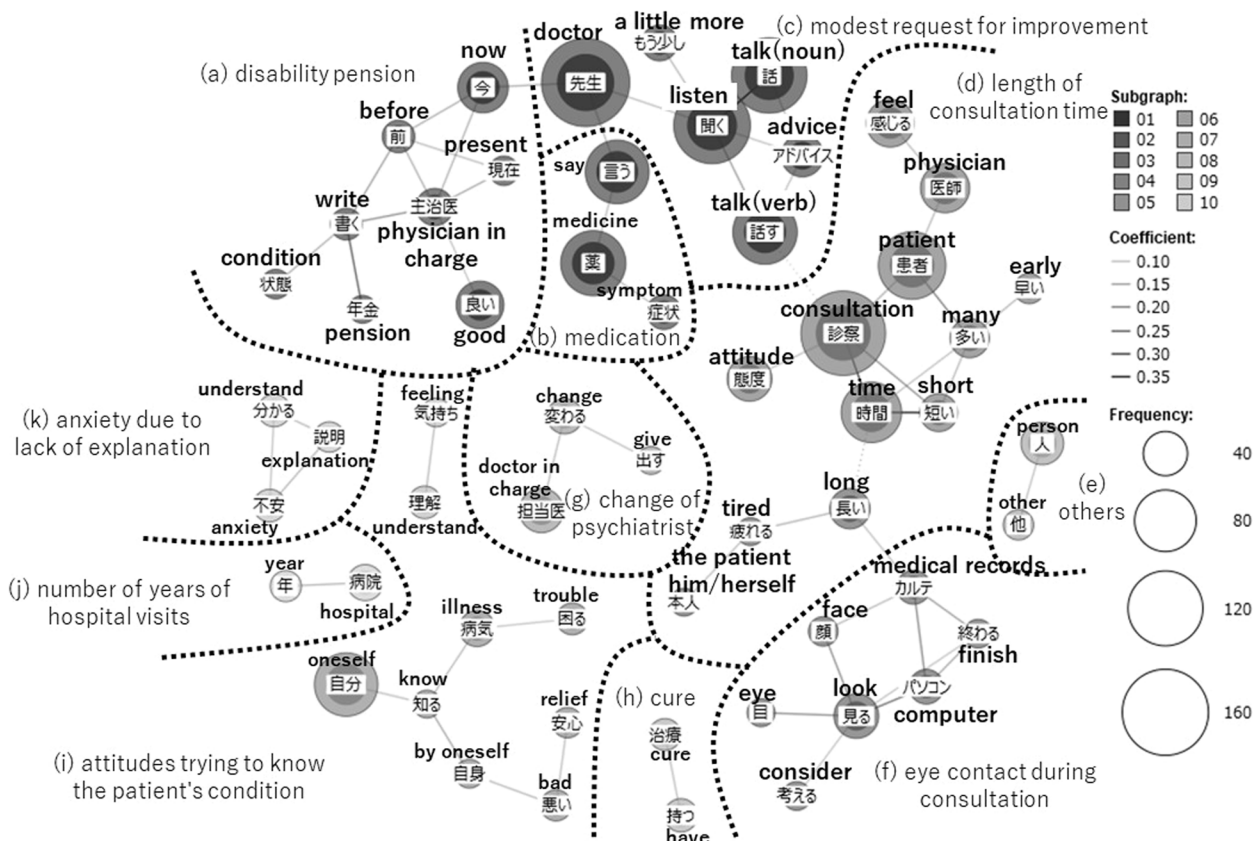 (a) disability pension
now
今
before
前
present
現在
write
書く
主治医
physician in
charge
condition
状態
年金
pension
良い
good
doctor
先生
a little more
もう少し
(c) modest request for improvement
talk(noun)
話
listen
聞く
advice
アドバイス
talk(verb)
話す
say
言う
medicine
薬
symptom
症状
(b) medication
(d) length of
consultation time
feel
感じる
physician
医師
patient
患者
early
早い
consultation
診察
many
多い
attitude
態度
time
時間
short
短い
long
長い
tired
疲れる
the patient
him/herself
本人
Subgraph:
01
02
03
04
05
06
07
08
09
10
Coefficient:
0.10
0.15
0.20
0.25
0.30
0.35
Frequency:
40
80
120
160
person
人
other
他
(e)
others
(k) anxiety due to
lack of explanation
understand
分かる
説明
explanation
不安
anxiety
feeling
気持ち
理解
understand
change
変わる
give
出す
doctor in
charge
担当医
(g) change of
psychiatrist
(j) number of years of
hospital visits
year
年
病院
hospital
illness
病気
trouble
困る
oneself
自分
know
知る
by oneself
自身
relief
安心
bad
悪い
(i) attitudes trying to know
the patient's condition
(h) cure
治療
cure
持つ
have
medical records
カルテ
face
顔
終わる
finish
eye
目
look
見る
パソコン
computer
consider
考える
(f) eye contact during
consultation